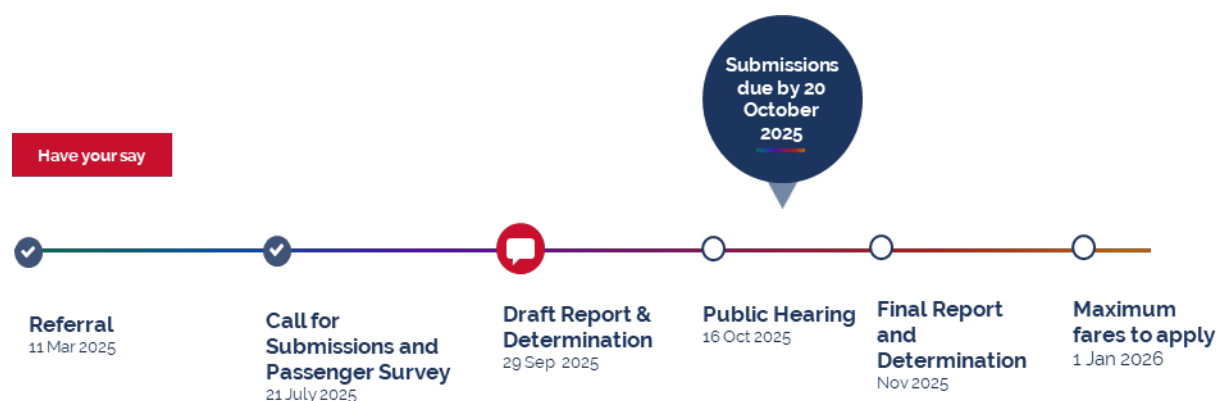 Submissions
due by 20
October
2025
Have your say
Referral
11 Mar 2025
Call for
Submissions and
Passenger Survey
21 July 2025
Draft Report &
Determination
29 Sep 2025
Public Hearing
16 Oct 2025
Final Report
and
Determination
Nov 2025
Maximum
fares to apply
1 Jan 2026